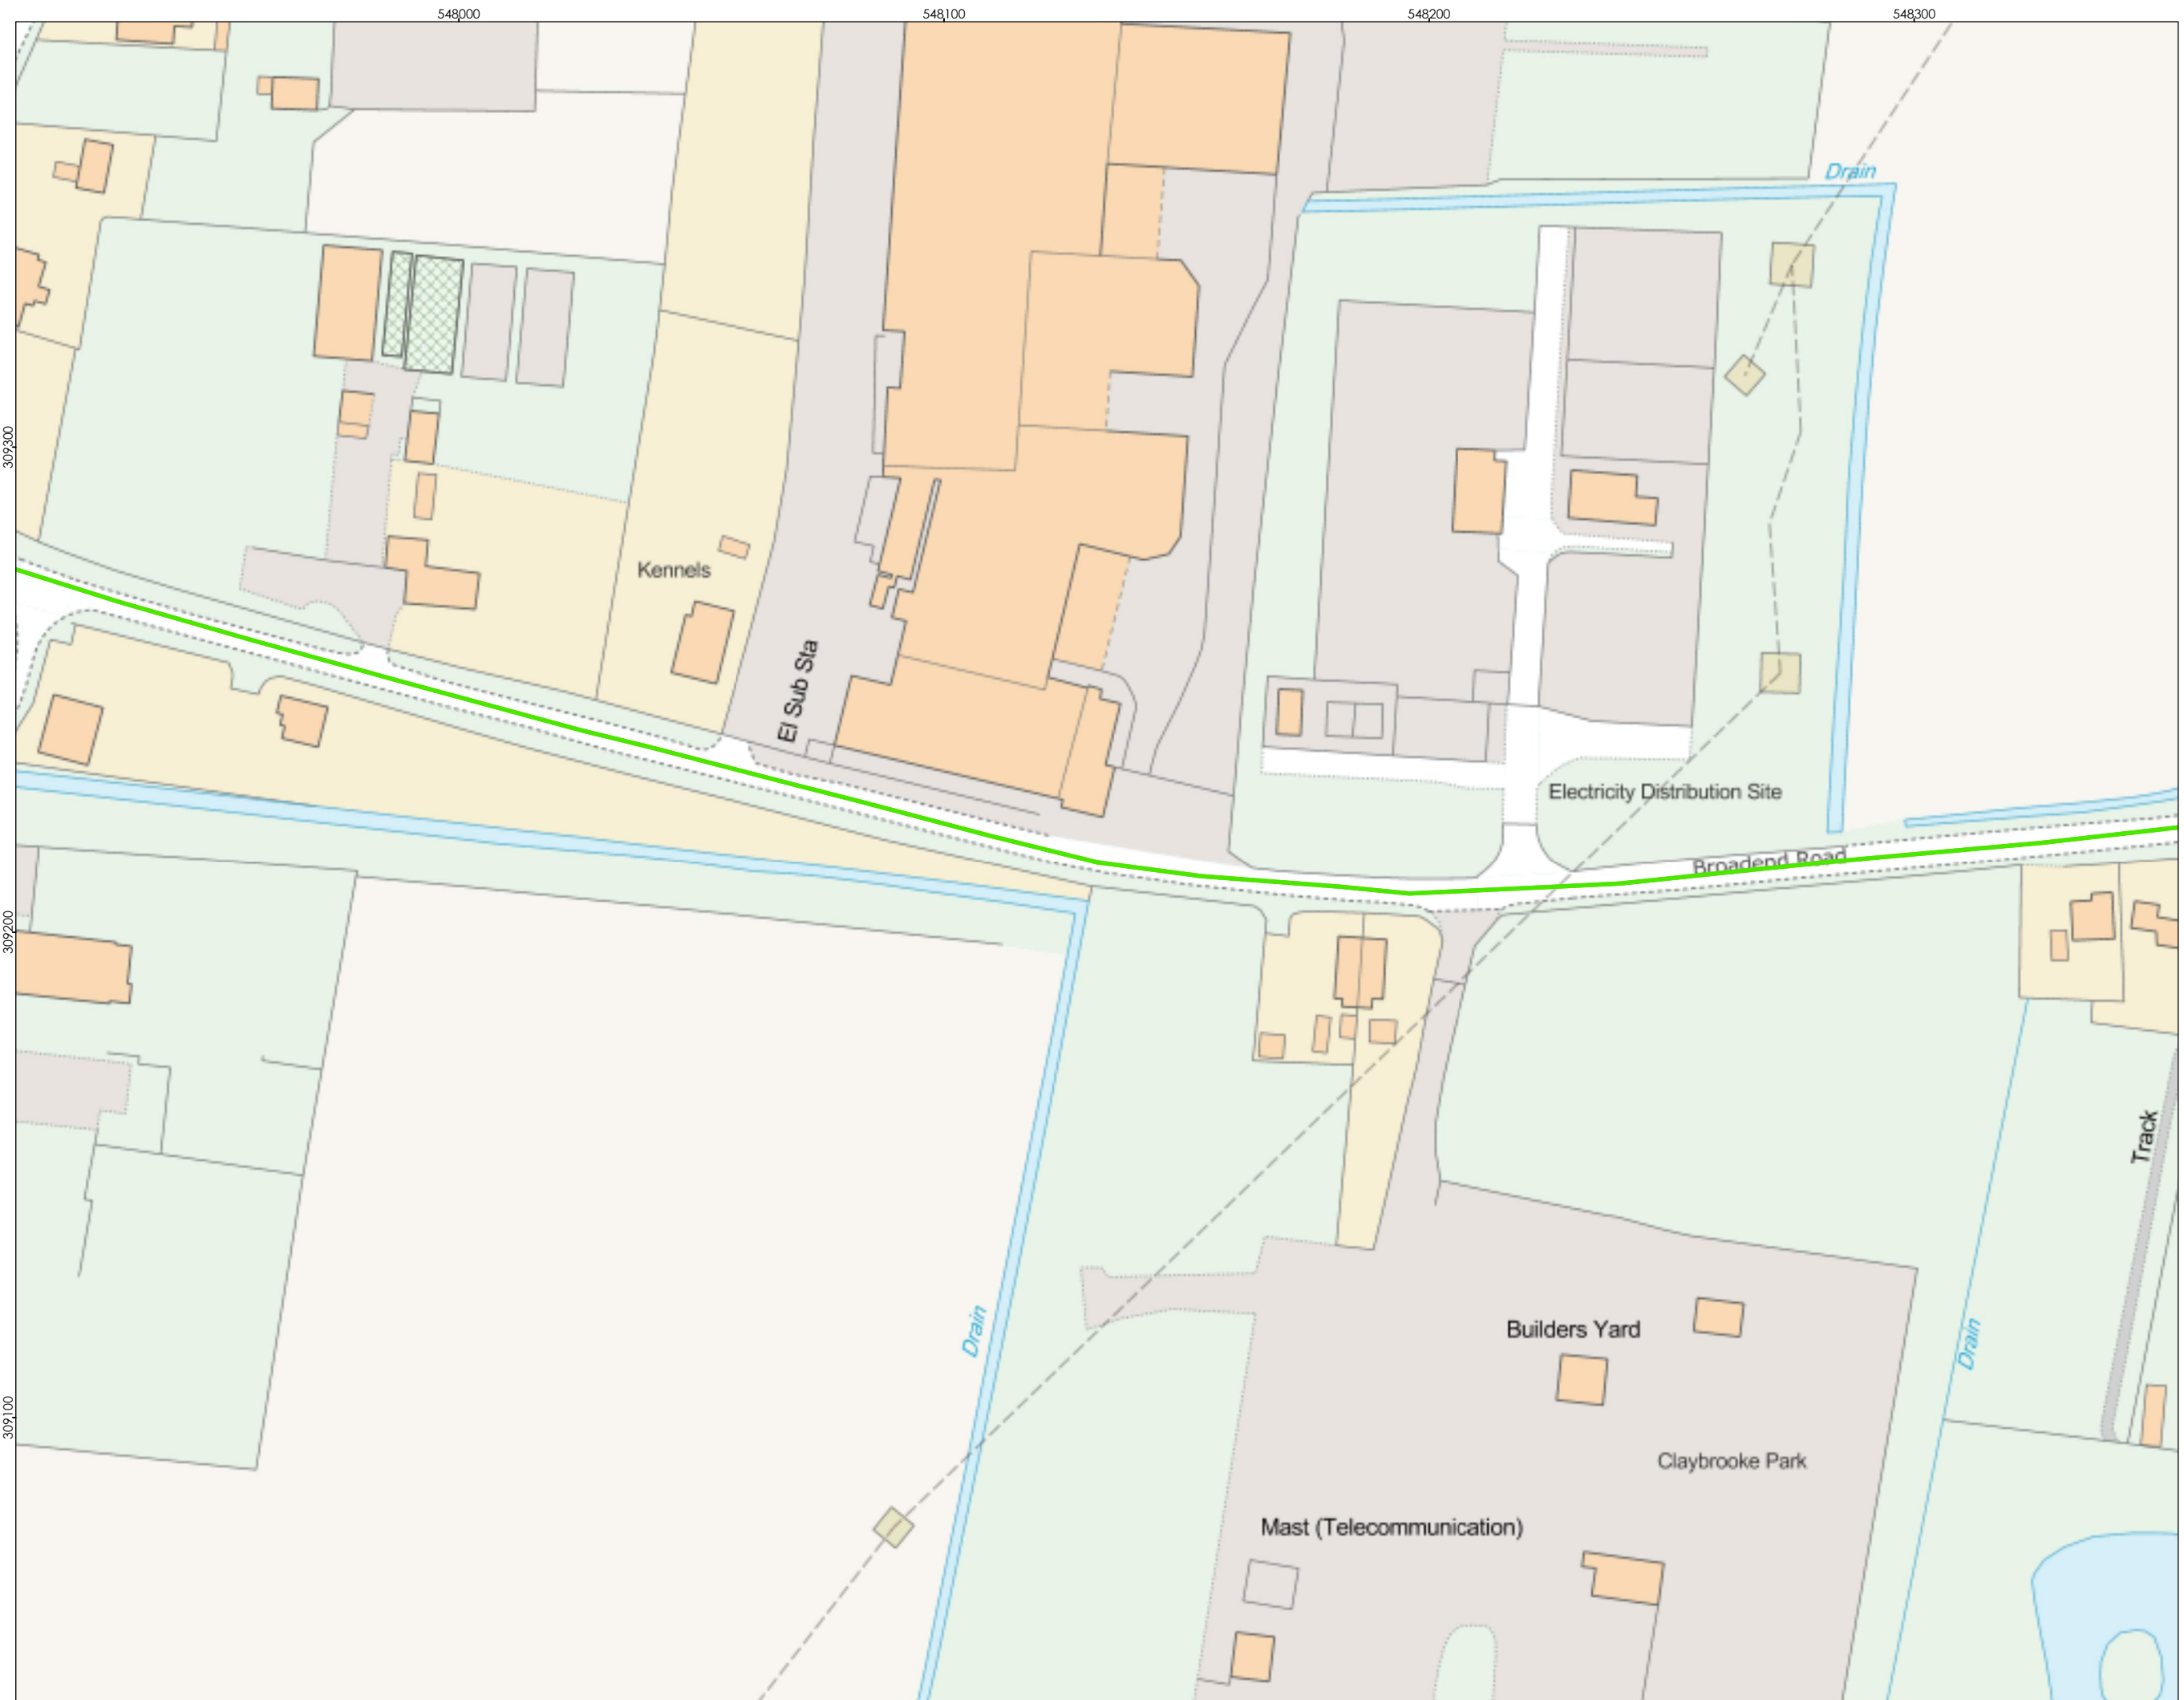 548000
548100
548200
548300
Drain
309300
Kennels
El Sub Sta
Electricity Distribution Site
Broadend Road
309200
Track
Drain
Builders Yard
Drain
309100
Claybrooke Park
Mast (Telecommunication)